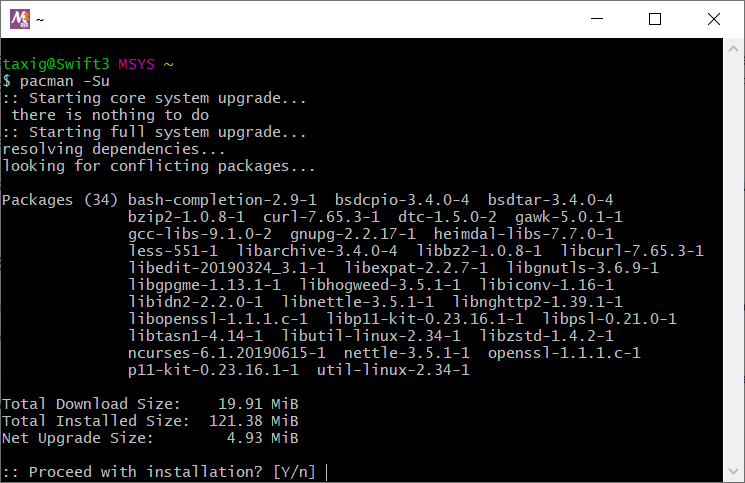 ~
taxig@Swift3 MSYS ~
$ pacman -Su
:: Starting core system upgrade...
 there is nothing to do
:: Starting full system upgrade...
resolving dependencies...
looking for conflicting packages...
Packages (34) bash-completion-2.9-1  bsdcpio-3.4.0-4  bsdtar-3.4.0-4
bzip2-1.0.8-1  curl-7.65.3-1  dtc-1.5.0-2  gawk-5.0.1-1
gcc-libs-9.1.0-2  gnupg-2.2.17-1  heimdal-libs-7.7.0-1
less-551-1  libarchive-3.4.0-4  libbz2-1.0.8-1  libcurl-7.65.3-1
libedit-20190324_3.1-1  libexpat-2.2.7-1  libgnutls-3.6.9-1
libgpgme-1.13.1-1  libhogweed-3.5.1-1  libiconv-1.16-1
libidn2-2.2.0-1  libnettle-3.5.1-1  libnghttp2-1.39.1-1
libopenssl-1.1.1.c-1  libp11-kit-0.23.16.1-1  libpsl-0.21.0-1
libtasn1-4.14-1  libutil-linux-2.34-1  libzstd-1.4.2-1
ncurses-6.1.20190615-1  nettle-3.5.1-1  openssl-1.1.1.c-1
p11-kit-0.23.16.1-1  util-linux-2.34-1
Total Download Size:    19.91 MiB
Total Installed Size:  121.38 MiB
Net Upgrade Size:        4.93 MiB
:: Proceed with installation? [Y/n]